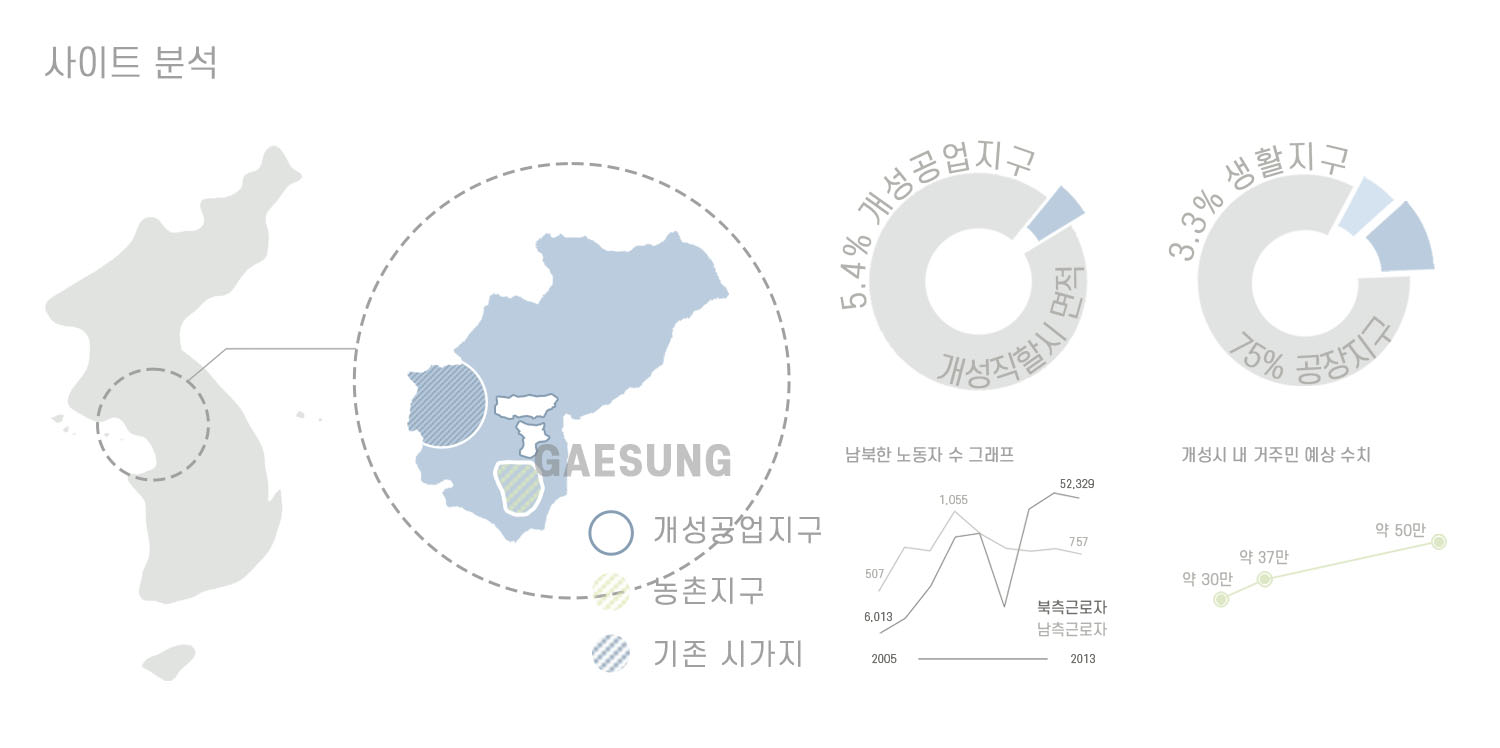 사이트 분석
GAESUNG
개성공업지구
농촌지구
기존 시가지
5.4% 개성공업지구
개성직할시 면적
3.3% 생활지구
75% 공장지구
남북한 노동자 수 그래프
52,329
1,055
757
507
6,013
북측근로자
남측근로자
2005
2013
개성시 내 거주민 예상 수치
약 50만
약 37만
약 30만